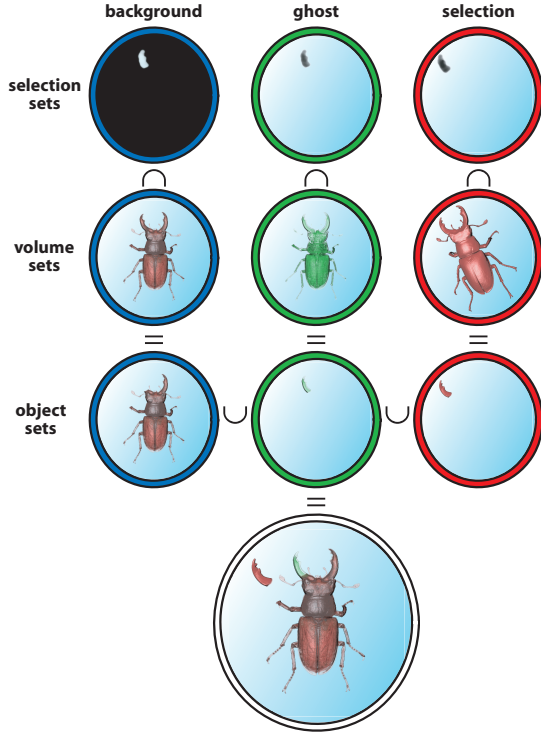 background ghost selection
selection
sets
∩ ∩ ∩
volume
sets
= = =
object
sets
∪ ∪
=